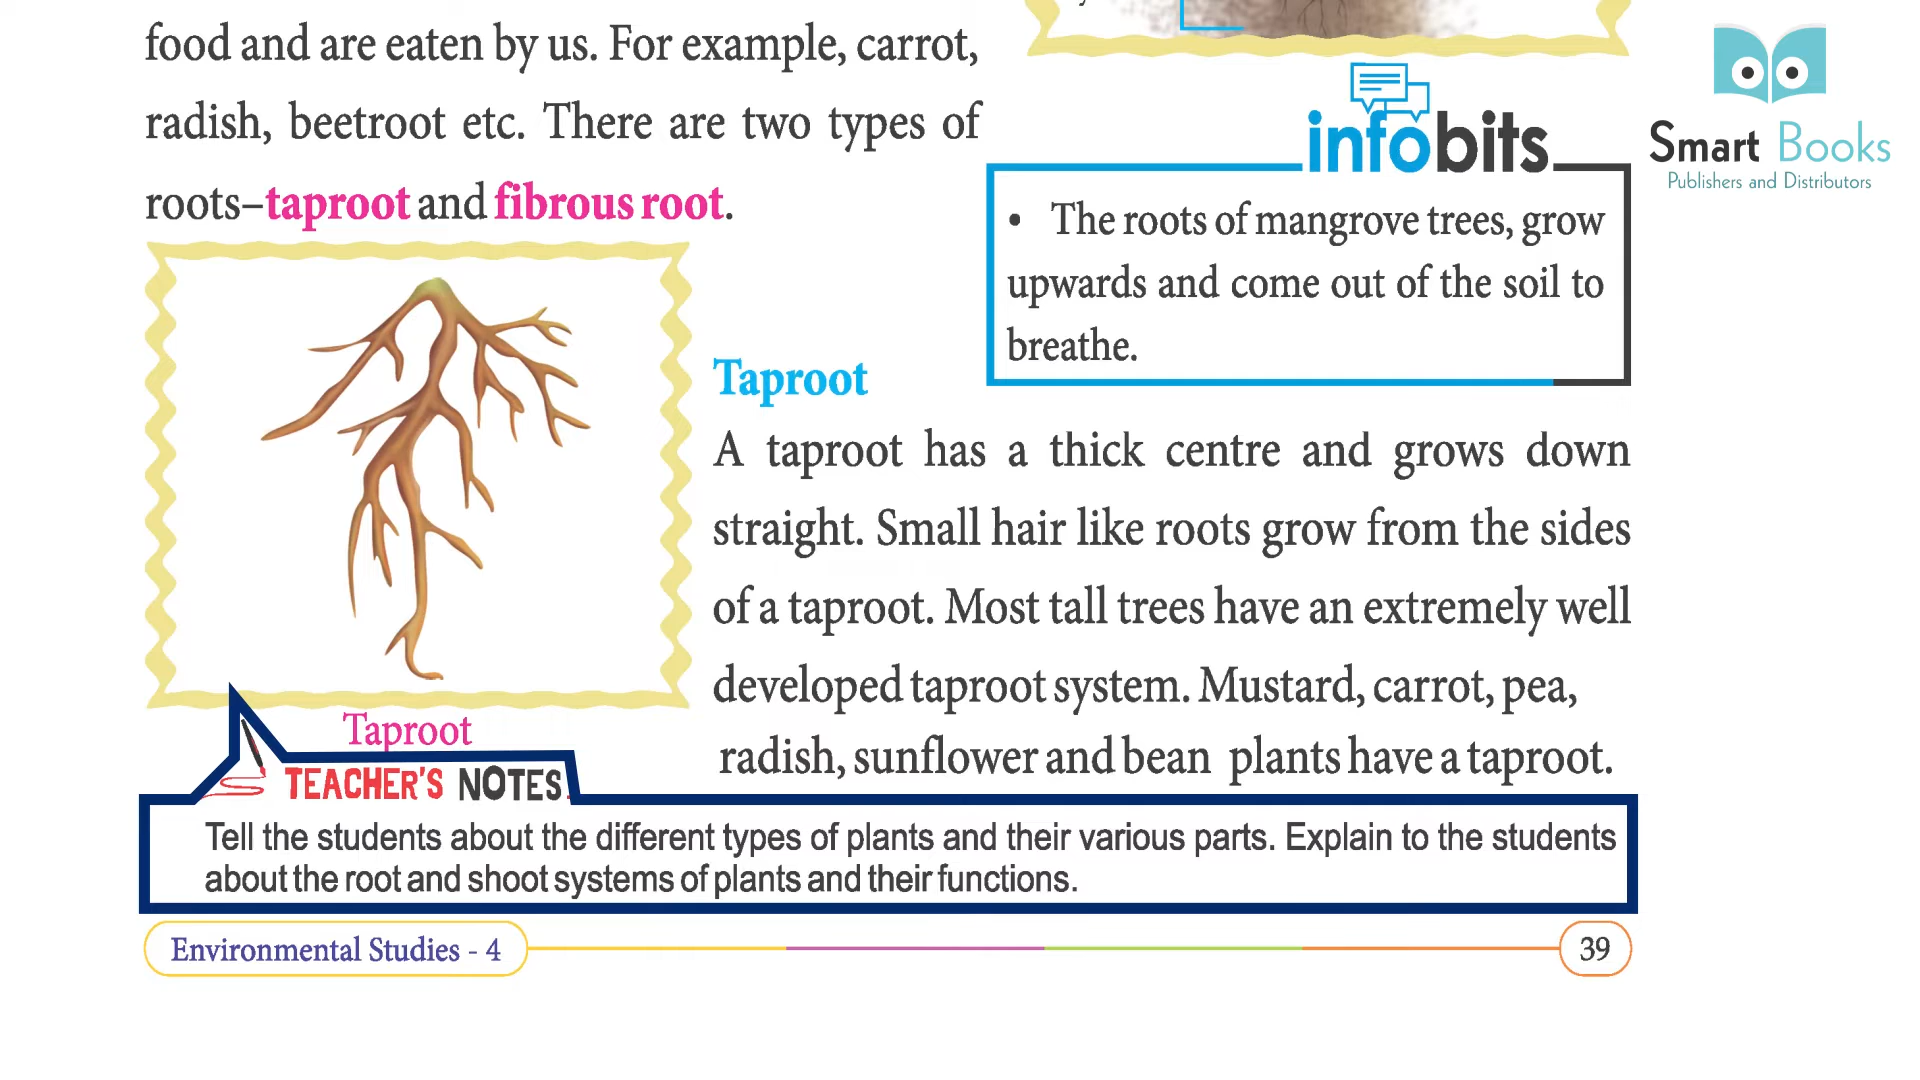 food and are eaten by us. For example, carrot,
radish, beetroot etc. There are two types of
roots–taproot and fibrous root.
infobits
• The roots of mangrove trees, grow
upwards and come out of the soil to
breathe.
Smart Books
Publishers and Distributors
Taproot
A taproot has a thick centre and grows down
straight. Small hair like roots grow from the sides
of a taproot. Most tall trees have an extremely well
developed taproot system. Mustard, carrot, pea,
radish, sunflower and bean plants have a taproot.
Taproot
TEACHER'S NOTES
Tell the students about the different types of plants and their various parts. Explain to the students
about the root and shoot systems of plants and their functions.
Environmental Studies - 4
39